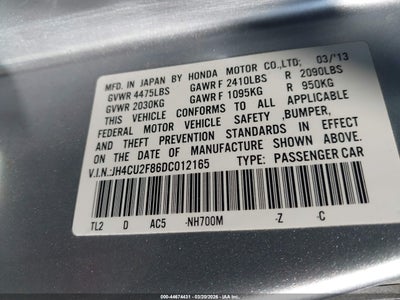 MFD. IN JAPAN BY HONDA MOTOR CO.,LTD: 03/'13
GVWR 4475LBS GAWR F 2410LBS R 2090LBS
GVWR 2030KG GAWR F 1095KG R 950KG
THIS VEHICLE CONFORMS TO ALL APPLICABLE
FEDERAL MOTOR VEHICLE SAFETY ,BUMPER,
AND THEFT PREVENTION STANDARDS IN EFFECT
ON THE DATE OF MANUFACTURE SHOWN ABOVE.
V.I.N.:JH4CU2F86DC012165 TYPE: PASSENGER CAR
TL2 D AC5 -NH700M -Z -C
000-44674431 - 03/20/2026 - IAA Inc.